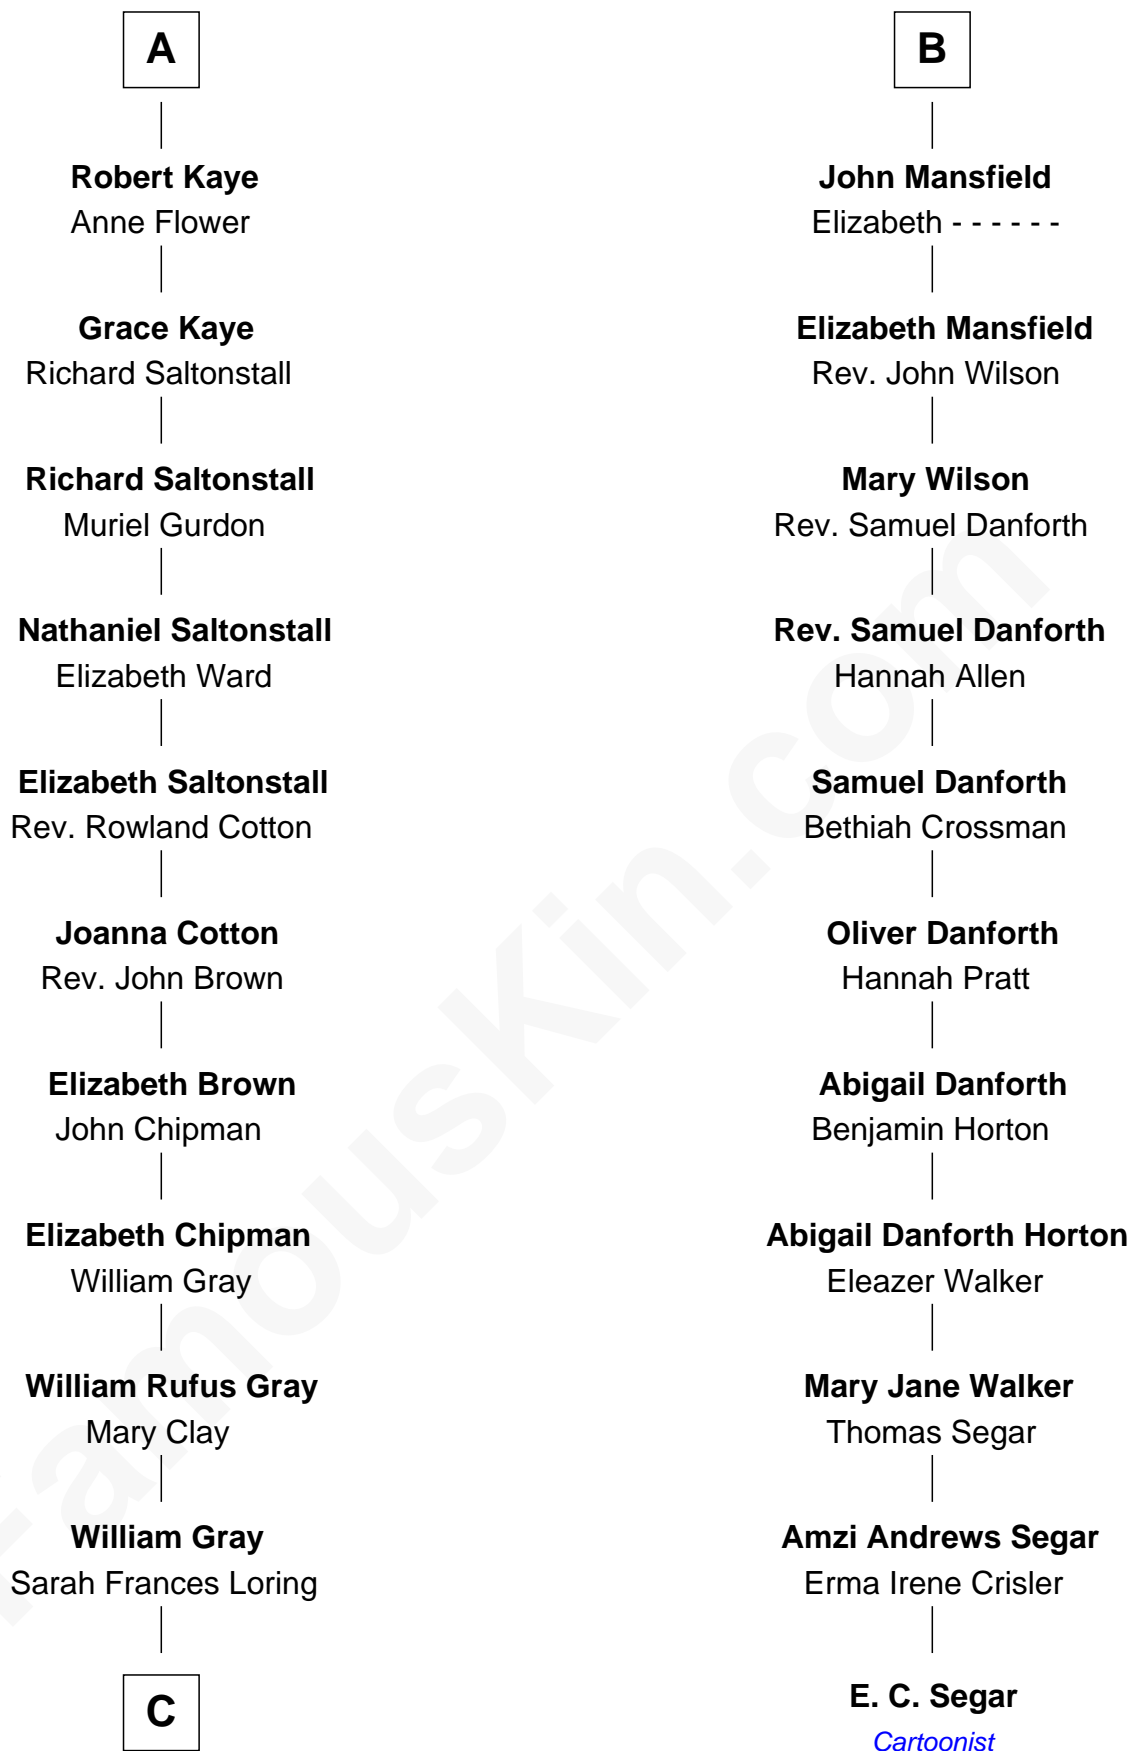 A
Robert Kaye
Anne Flower
Grace Kaye
Richard Saltonstall
Richard Saltonstall
Muriel Gurdon
Nathaniel Saltonstall
Elizabeth Ward
Elizabeth Saltonstall
Rev. Rowland Cotton
Joanna Cotton
Rev. John Brown
Elizabeth Brown
John Chipman
Elizabeth Chipman
William Gray
William Rufus Gray
Mary Clay
William Gray
Sarah Frances Loring
C
B
John Mansfield
Elizabeth - - - - - -
Elizabeth Mansfield
Rev. John Wilson
Mary Wilson
Rev. Samuel Danforth
Rev. Samuel Danforth
Hannah Allen
Samuel Danforth
Bethiah Crossman
Oliver Danforth
Hannah Pratt
Abigail Danforth
Benjamin Horton
Abigail Danforth Horton
Eleazer Walker
Mary Jane Walker
Thomas Segar
Amzi Andrews Segar
Erma Irene Crisler
E. C. Segar
Cartoonist
FamousKin.com